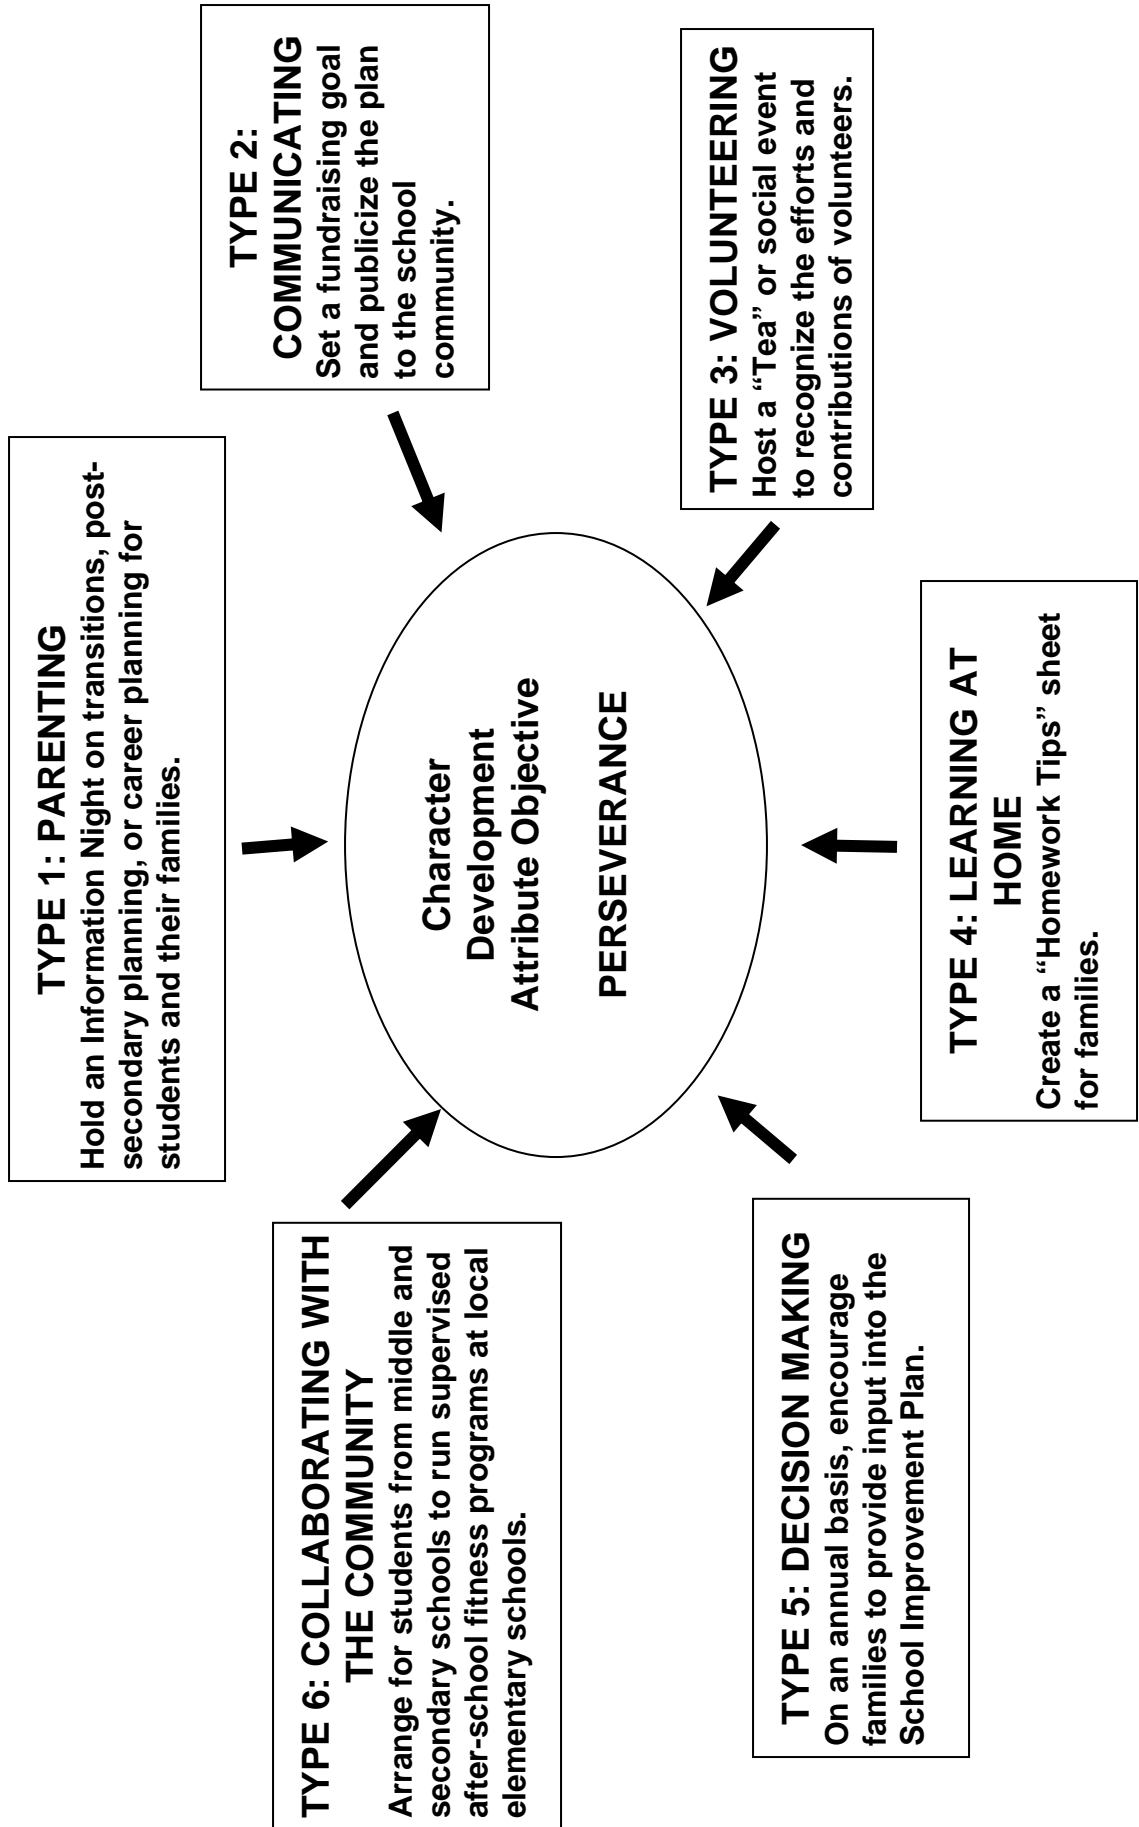 TYPE 1: PARENTING
Hold an Information Night on transitions, post-
secondary planning, or career planning for
students and their families.
TYPE 2:
COMMUNICATING
Set a fundraising goal
and publicize the plan
to the school
community.
TYPE 3: VOLUNTEERING
Host a “Tea” or social event
to recognize the efforts and
contributions of volunteers.
TYPE 4: LEARNING AT
HOME
Create a “Homework Tips” sheet
for families.
TYPE 5: DECISION MAKING
On an annual basis, encourage
families to provide input into the
School Improvement Plan.
TYPE 6: COLLABORATING WITH
THE COMMUNITY
Arrange for students from middle and
secondary schools to run supervised
after-school fitness programs at local
elementary schools.
Character
Development
Attribute Objective
PERSEVERANCE